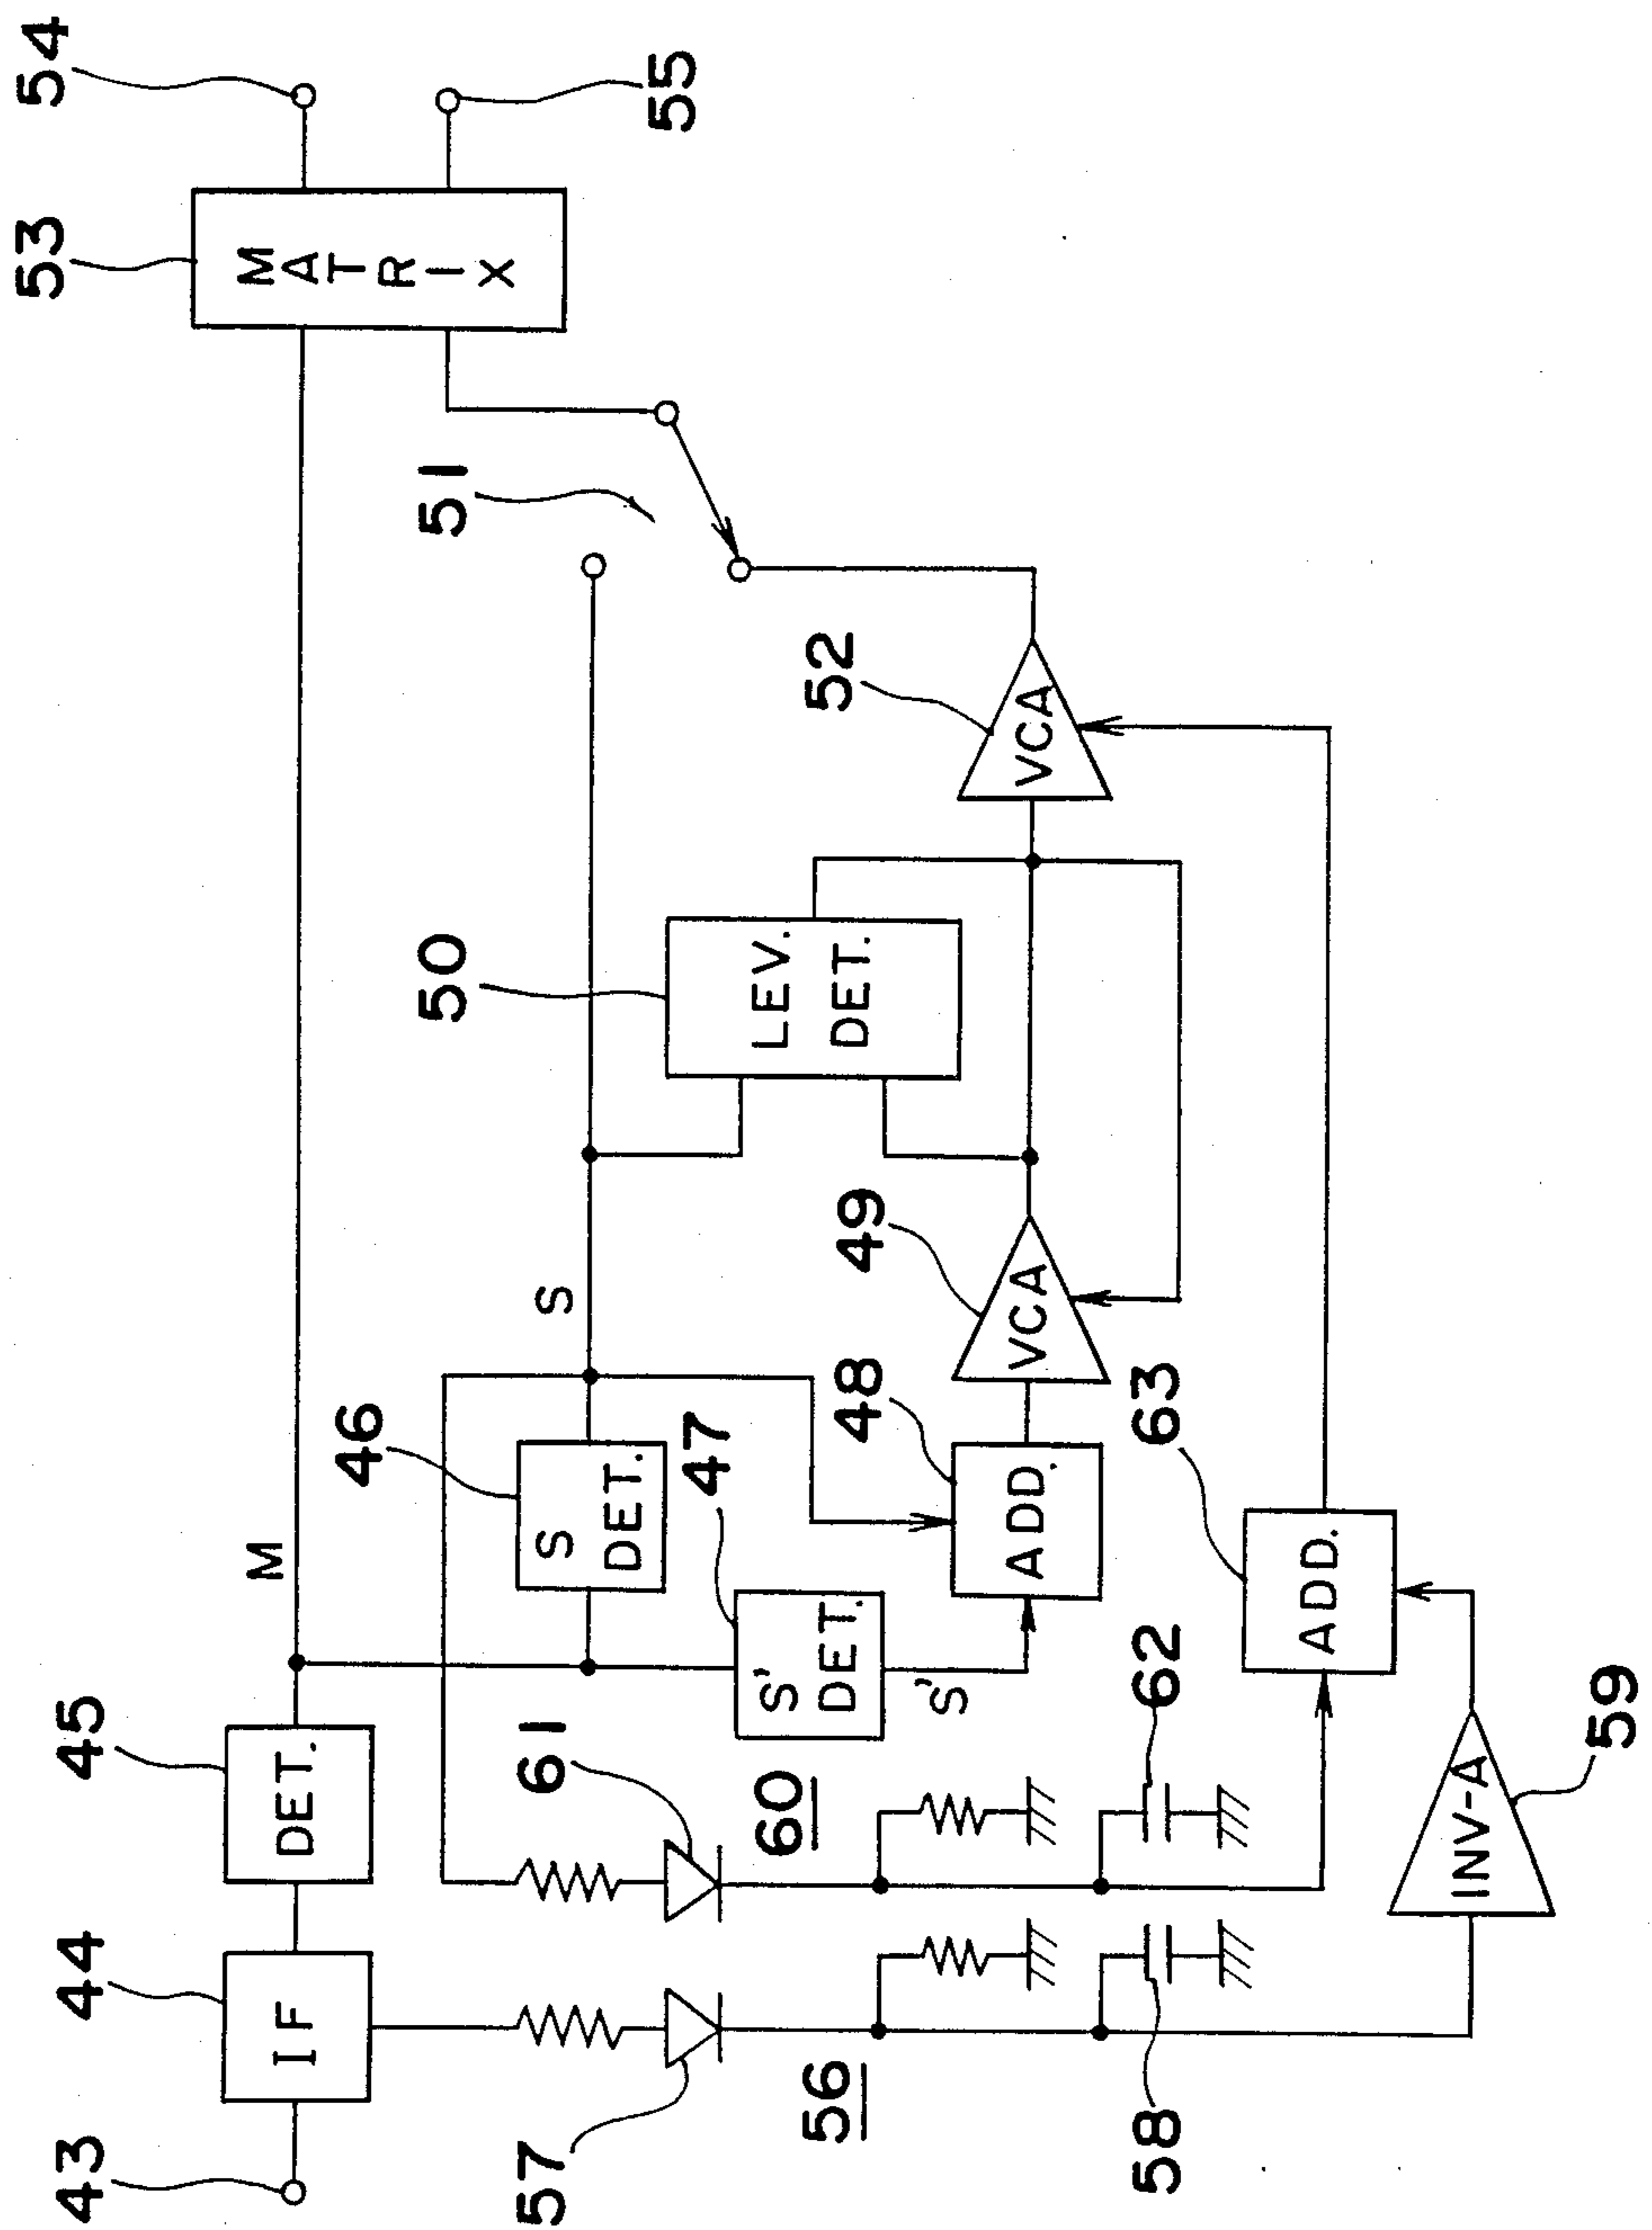 43
44
IF
45
DET.
M
53
MATRIX
54
55
46
S
DET.
S
47
S'
DET.
S'
48
ADD.
49
VCA
50
LEV.
DET.
51
52
VCA
57
56
58
61
60
62
63
ADD.
59
INV-A